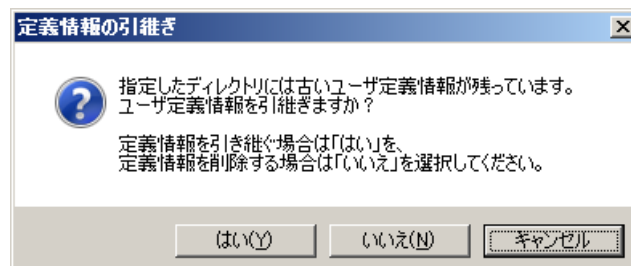 定義情報の引継ぎ
指定したディレクトリには古いユーザ定義情報が残っています。
ユーザ定義情報を引継ぎますか？
定義情報を引き継ぐ場合は「はい」を、
定義情報を削除する場合は「いいえ」を選択してください。
はい(Y) いいえ(N) キャンセル